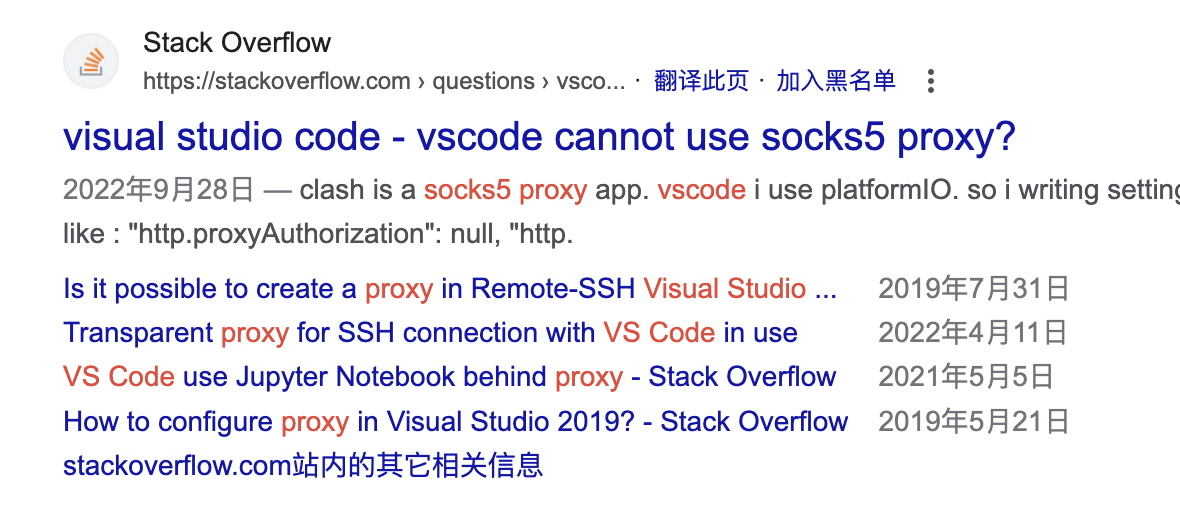 Stack Overflow
https://stackoverflow.com › questions › vsco... · 翻译此页 · 加入黑名单
visual studio code - vscode cannot use socks5 proxy?
2022年9月28日 — clash is a socks5 proxy app. vscode i use platformIO. so i writing setting
like : "http.proxyAuthorization": null, "http.
Is it possible to create a proxy in Remote-SSH Visual Studio ... 2019年7月31日
Transparent proxy for SSH connection with VS Code in use 2022年4月11日
VS Code use Jupyter Notebook behind proxy - Stack Overflow 2021年5月5日
How to configure proxy in Visual Studio 2019? - Stack Overflow 2019年5月21日
stackoverflow.com站内的其它相关信息